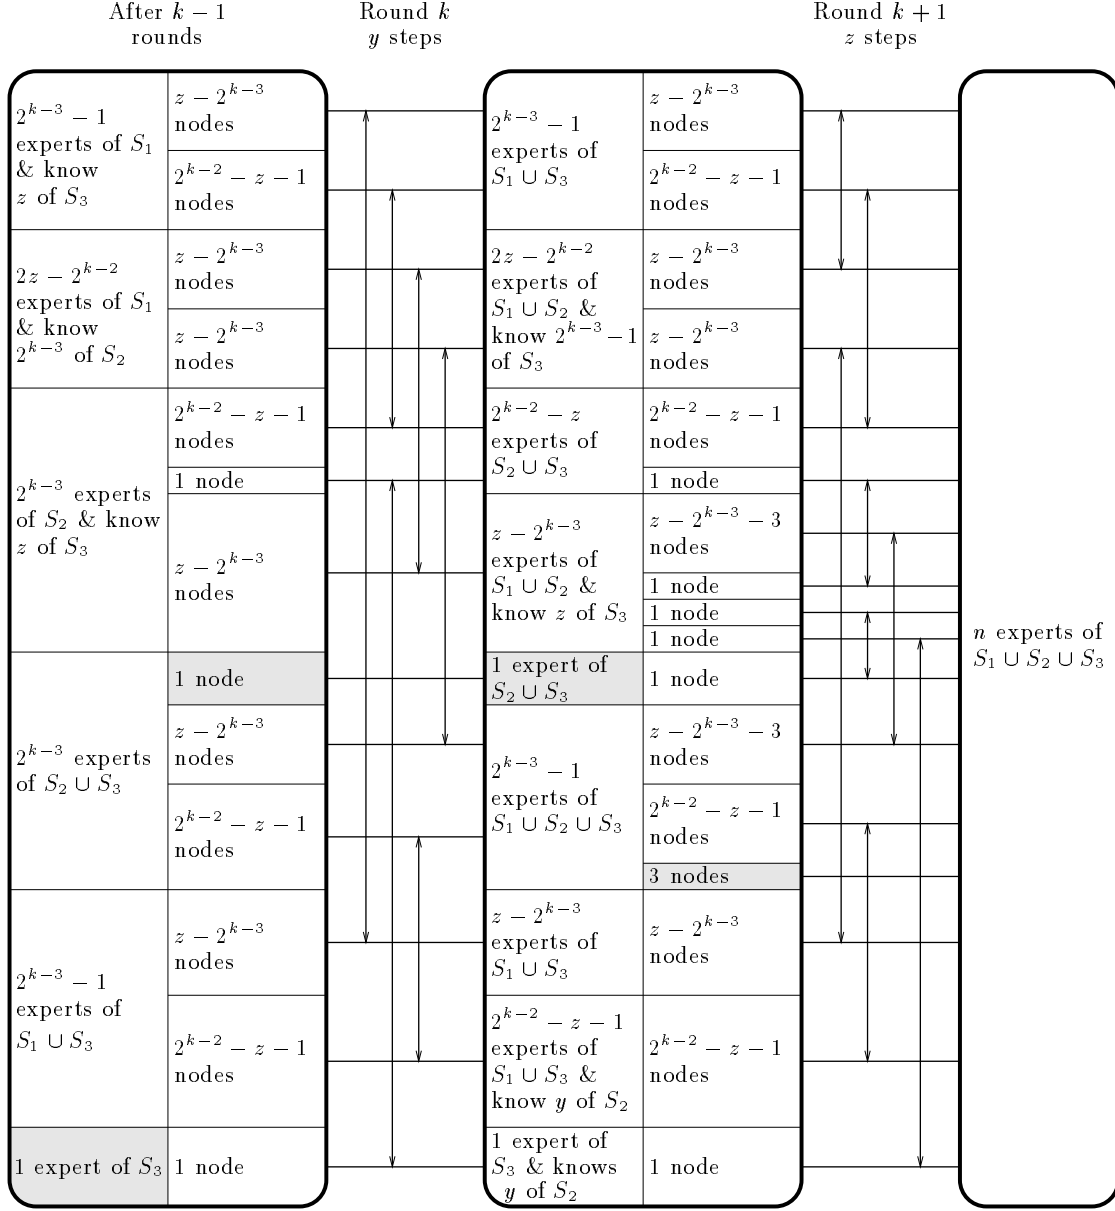 After k − 1
rounds
Round k
y steps
Round k + 1
z steps
2^{k−3} − 1
experts of S_1
& know
z of S_3
z − 2^{k−3}
nodes
2^{k−2} − z − 1
nodes
2z − 2^{k−2}
experts of S_1
& know
2^{k−3} of S_2
z − 2^{k−3}
nodes
z − 2^{k−3}
nodes
2^{k−3} experts
of S_2 & know
z of S_3
2^{k−2} − z − 1
nodes
1 node
z − 2^{k−3}
nodes
2^{k−3} experts
of S_2 ∪ S_3
1 node
z − 2^{k−3}
nodes
2^{k−2} − z − 1
nodes
2^{k−3} − 1
experts of
S_1 ∪ S_3
z − 2^{k−3}
nodes
2^{k−2} − z − 1
nodes
1 expert of S_3
1 node
2^{k−3} − 1
experts of
S_1 ∪ S_3
z − 2^{k−3}
nodes
2^{k−2} − z − 1
nodes
2z − 2^{k−2}
experts of
S_1 ∪ S_2 &
know 2^{k−3} − 1
of S_3
z − 2^{k−3}
nodes
z − 2^{k−3}
nodes
2^{k−2} − z
experts of
S_2 ∪ S_3
2^{k−2} − z − 1
nodes
1 node
z − 2^{k−3}
experts of
S_1 ∪ S_2 &
know z of S_3
z − 2^{k−3} − 3
nodes
1 node
1 node
1 node
1 expert of
S_2 ∪ S_3
1 node
2^{k−3} − 1
experts of
S_1 ∪ S_2 ∪ S_3
z − 2^{k−3} − 3
nodes
2^{k−2} − z − 1
nodes
3 nodes
z − 2^{k−3}
experts of
S_1 ∪ S_3
z − 2^{k−3}
nodes
2^{k−2} − z − 1
experts of
S_1 ∪ S_3 &
know y of S_2
2^{k−2} − z − 1
nodes
1 expert of
S_3 & knows
y of S_2
1 node
n experts of
S_1 ∪ S_2 ∪ S_3